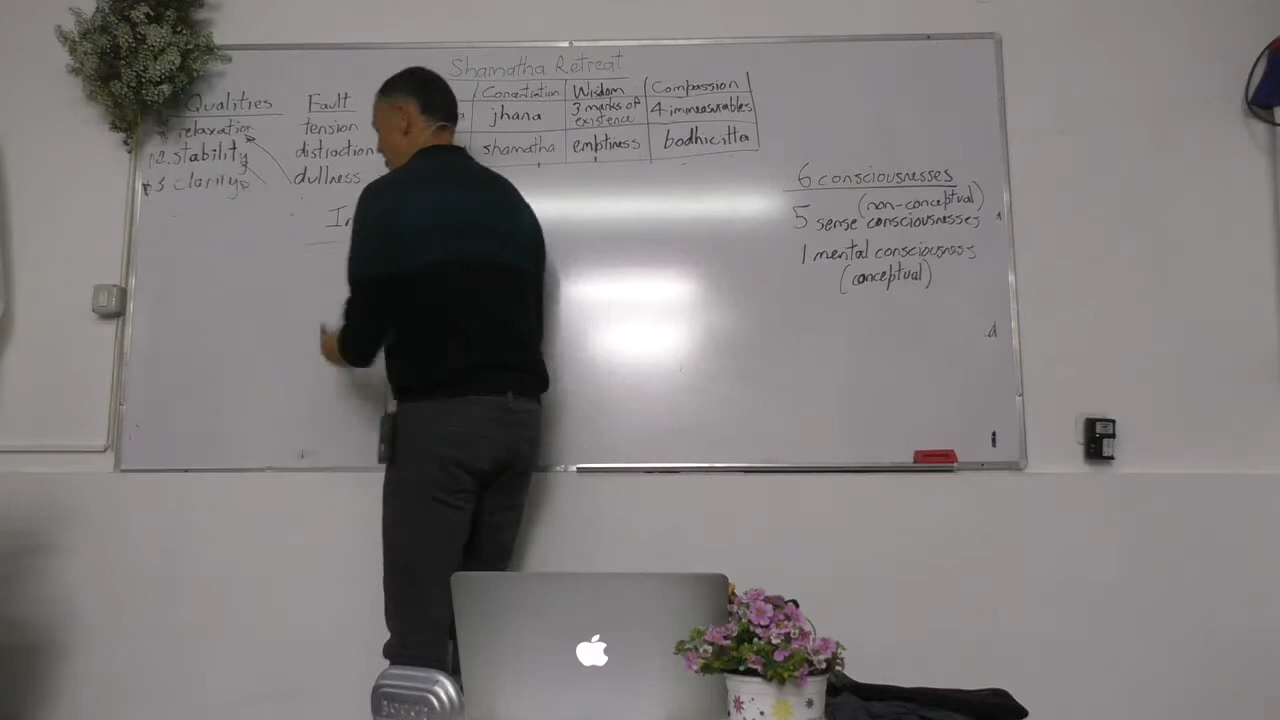 Shamatha Retreat
Qualities
relaxation
2. stability
3 clarity
Fault
tension
distraction
dullness
Concentration Wisdom Compassion
jhana 3 marks of existence 4 immeasurables
shamatha emptiness bodhicitta
In
6 consciousnesses
(non-conceptual)
5 sense consciousnesses
1 mental consciousness
(conceptual)